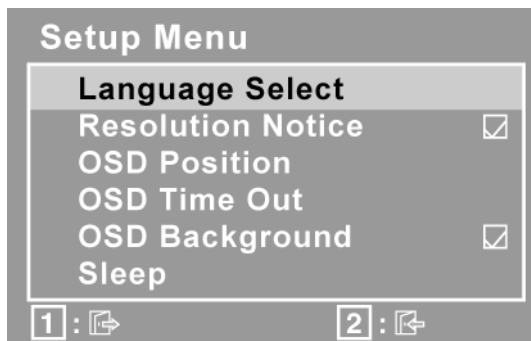 Setup Menu
Language Select
Resolution Notice
OSD Position
OSD Time Out
OSD Background
Sleep
1 : 2 :